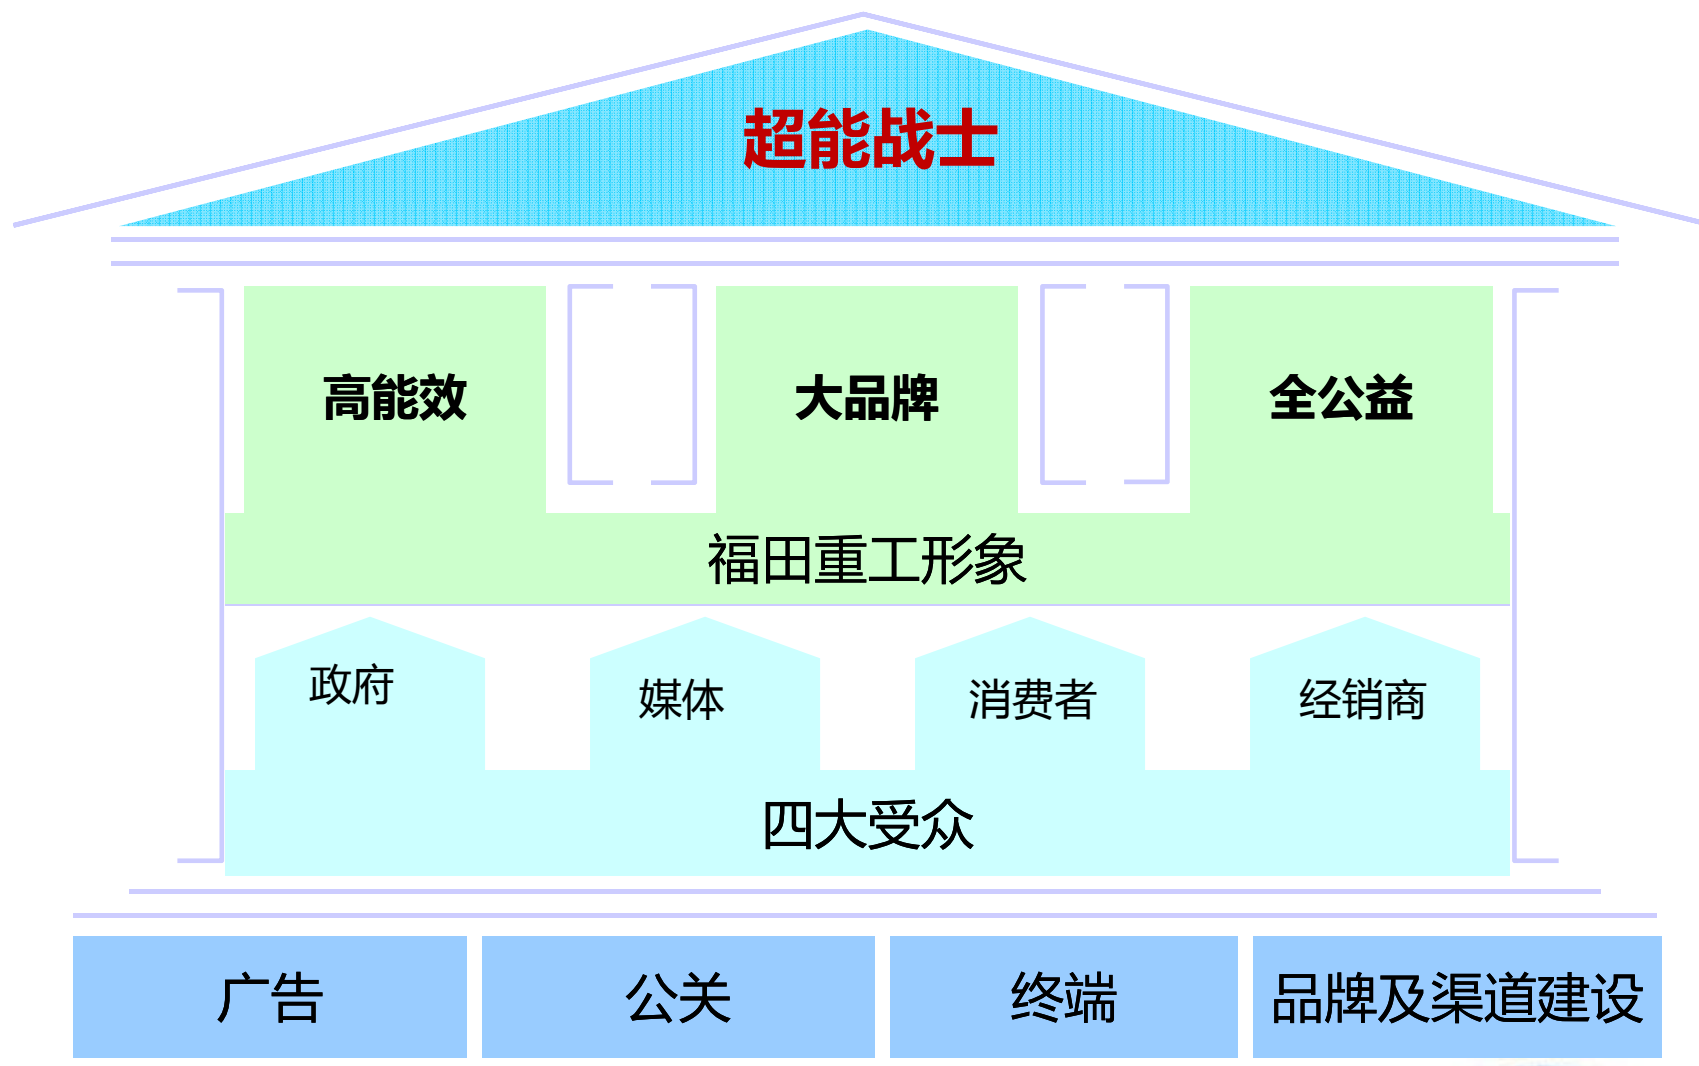 超能战士
高能效
大品牌
全公益
福田重工形象
政府
媒体
消费者
经销商
四大受众
广告
公关
终端
品牌及渠道建设